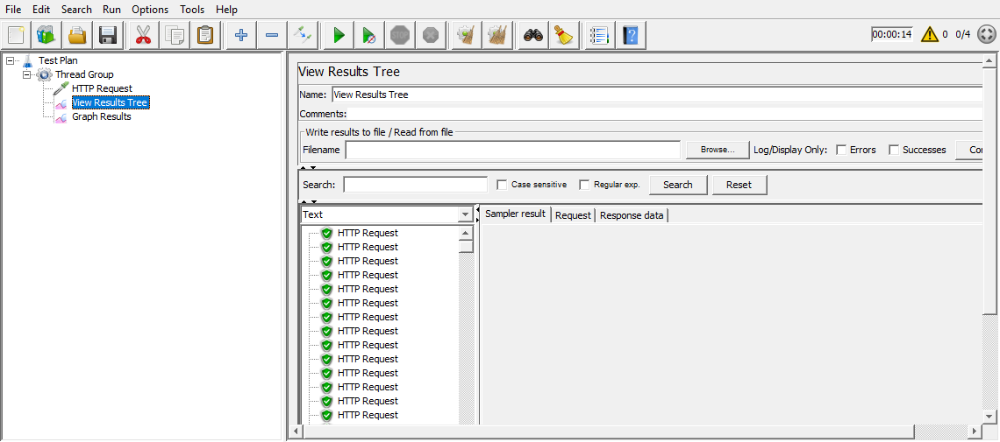 File Edit Search Run Options Tools Help
00:00:14 0 0/4
Test Plan
Thread Group
HTTP Request
View Results Tree
Graph Results
View Results Tree
Name: View Results Tree
Comments:
Write results to file / Read from file
Filename Browse... Log/Display Only: Errors Successes Co
Search: Case sensitive Regular exp. Search Reset
Text Sampler result Request Response data
HTTP Request
HTTP Request
HTTP Request
HTTP Request
HTTP Request
HTTP Request
HTTP Request
HTTP Request
HTTP Request
HTTP Request
HTTP Request
HTTP Request
HTTP Request
HTTP Request